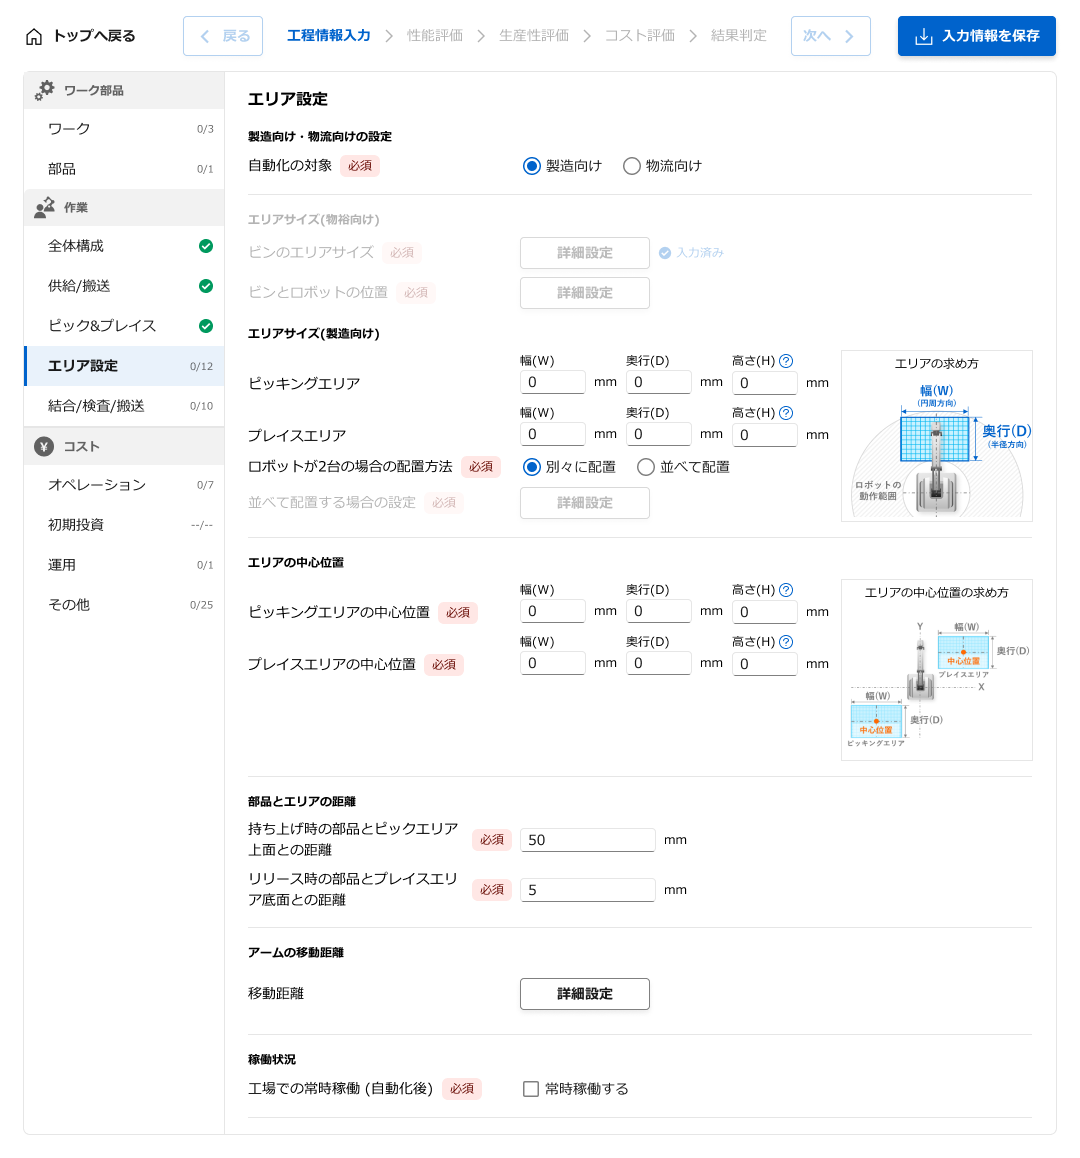 トップへ戻る
戻る
工程情報入力
性能評価
生産性評価
コスト評価
結果判定
次へ
入力情報を保存
ワーク部品
ワーク 0/3
部品 0/1
作業
全体構成
供給/搬送
ピック&プレイス
エリア設定 0/12
結合/検査/搬送 0/10
¥ コスト
オペレーション 0/7
初期投資 --/--
運用 0/1
その他 0/25
エリア設定
製造向け・物流向けの設定
自動化の対象 必須 製造向け 物流向け
エリアサイズ(物裕向け)
ビンのエリアサイズ 必須 詳細設定 入力済み
ビンとロボットの位置 必須 詳細設定
エリアサイズ(製造向け)
幅(W) 奥行(D) 高さ(H) ?
ピッキングエリア 0 mm 0 mm 0 mm
幅(W) 奥行(D) 高さ(H) ?
プレイスエリア 0 mm 0 mm 0 mm
ロボットが2台の場合の配置方法 必須 別々に配置 並べて配置
並べて配置する場合の設定 必須 詳細設定
エリアの求め方
幅(W)
(円周方向)
奥行(D)
(半径方向)
ロボットの
動作範囲
エリアの中心位置
幅(W) 奥行(D) 高さ(H) ?
ピッキングエリアの中心位置 必須 0 mm 0 mm 0 mm
幅(W) 奥行(D) 高さ(H) ?
プレイスエリアの中心位置 必須 0 mm 0 mm 0 mm
エリアの中心位置の求め方
Y 幅(W)
奥行(D)
中心位置
プレイスエリア
X
幅(W)
奥行(D)
中心位置
ピッキングエリア
部品とエリアの距離
持ち上げ時の部品とピックエリア
上面との距離 必須 50 mm
リリース時の部品とプレイスエリ
ア底面との距離 必須 5 mm
アームの移動距離
移動距離 詳細設定
稼働状況
工場での常時稼働 (自動化後) 必須 常時稼働する